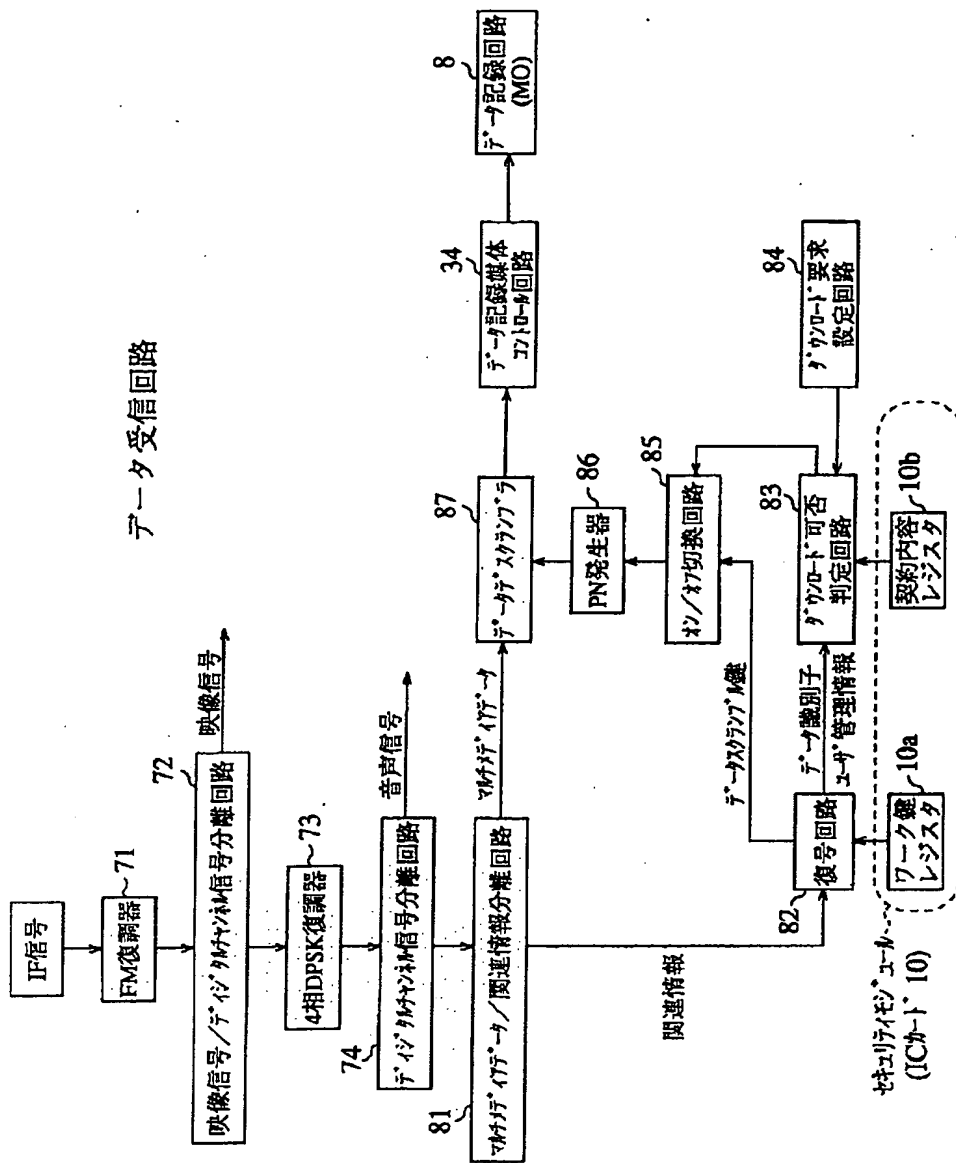 データ受信回路
IF信号
71
FM復調器
72
映像信号／ディジタルチャンネル信号分離回路
映像信号
73
4相DPSK復調器
74
ディジタルチャンネル信号分離回路
音声信号
81
マルチメディアデータ／関連情報分離回路
マルチメディアデータ
87
データデスクランブラ
34
データ記録媒体
コントロール回路
8
データ記録回路
(MO)
86
PN発生器
85
オン／オフ切換回路
データスクランブル鍵
関連情報
82
復号回路
データ識別子
ユーザ管理情報
83
ダウンロード可否
判定回路
84
ダウンロード要求
設定回路
10a
ワーク鍵
レジスタ
10b
契約内容
レジスタ
セキュリティモジュール
(ICカード10)